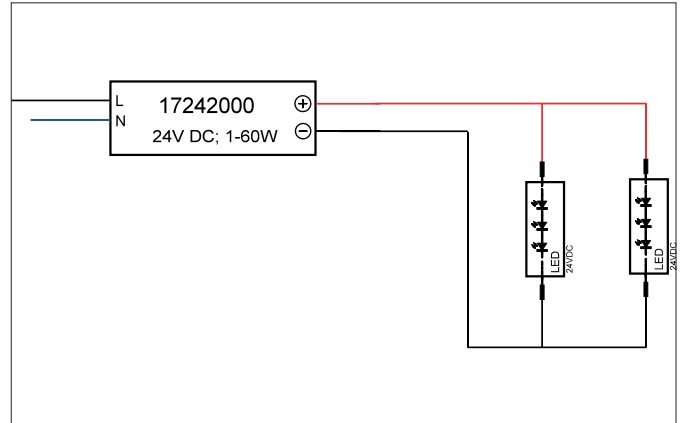 L
17242000
+
N
24V DC; 1-60W
−
LED
24VDC
LED
24VDC